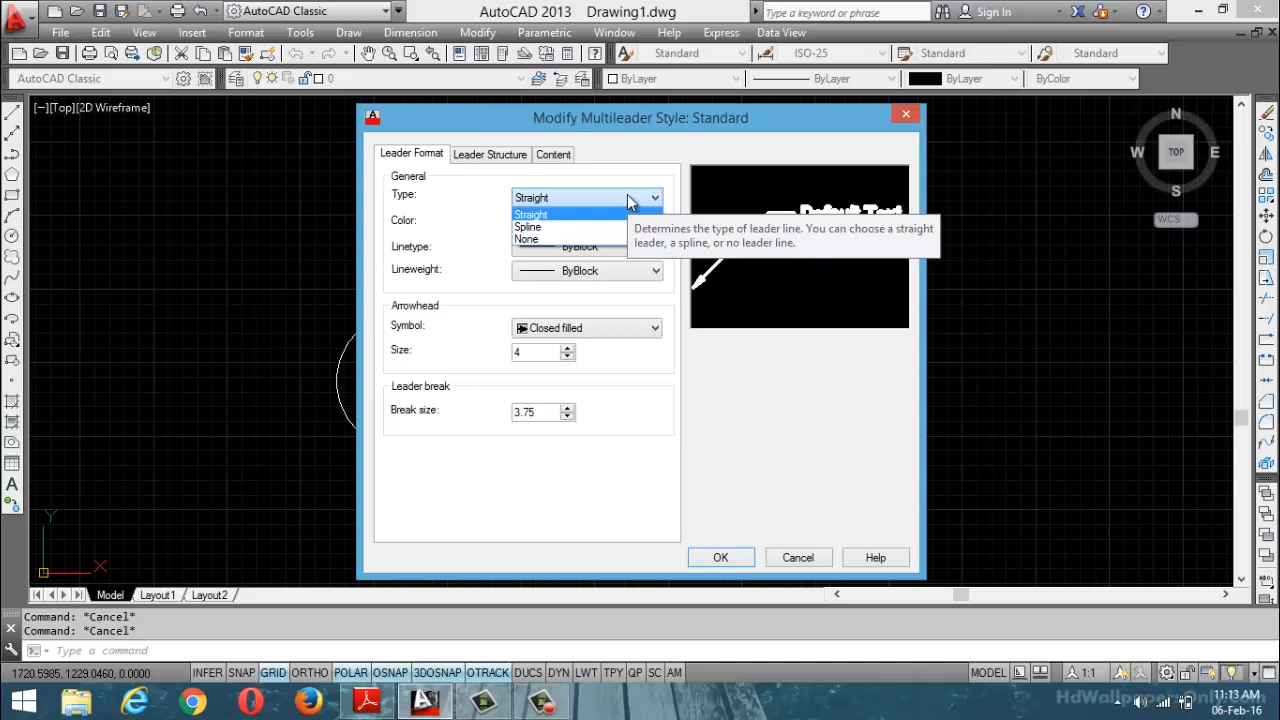 AutoCAD Classic
AutoCAD 2013 Drawing1.dwg
Type a keyword or phrase
Sign In
File Edit View Insert Format Tools Draw Dimension Modify Parametric Window Help Express Data View
Standard ISO-25 Standard Standard
AutoCAD Classic 0 ByLayer ByLayer ByLayer ByColor
[−][Top][2D Wireframe]
Modify Multileader Style: Standard
Leader Format Leader Structure Content
General
Type: Straight
Straight
Spline
None
Color:
Linetype: ByBlock
Lineweight: ByBlock
Arrowhead
Symbol: Closed filled
Size: 4
Leader break
Break size: 3.75
Default Text
Determines the type of leader line. You can choose a straight
leader, a spline, or no leader line.
OK Cancel Help
N
W TOP E
S
WCS
Y
X
Model Layout1 Layout2
Command: *Cancel*
Command: *Cancel*
Type a command
1720.5985, 1229.0460, 0.0000 INFER SNAP GRID ORTHO POLAR OSNAP 3DOSNAP OTRACK DUCS DYN LWT TPY QP SC AM MODEL 1:1
HdWallpapersOnly.com
11:13 AM
06-Feb-16